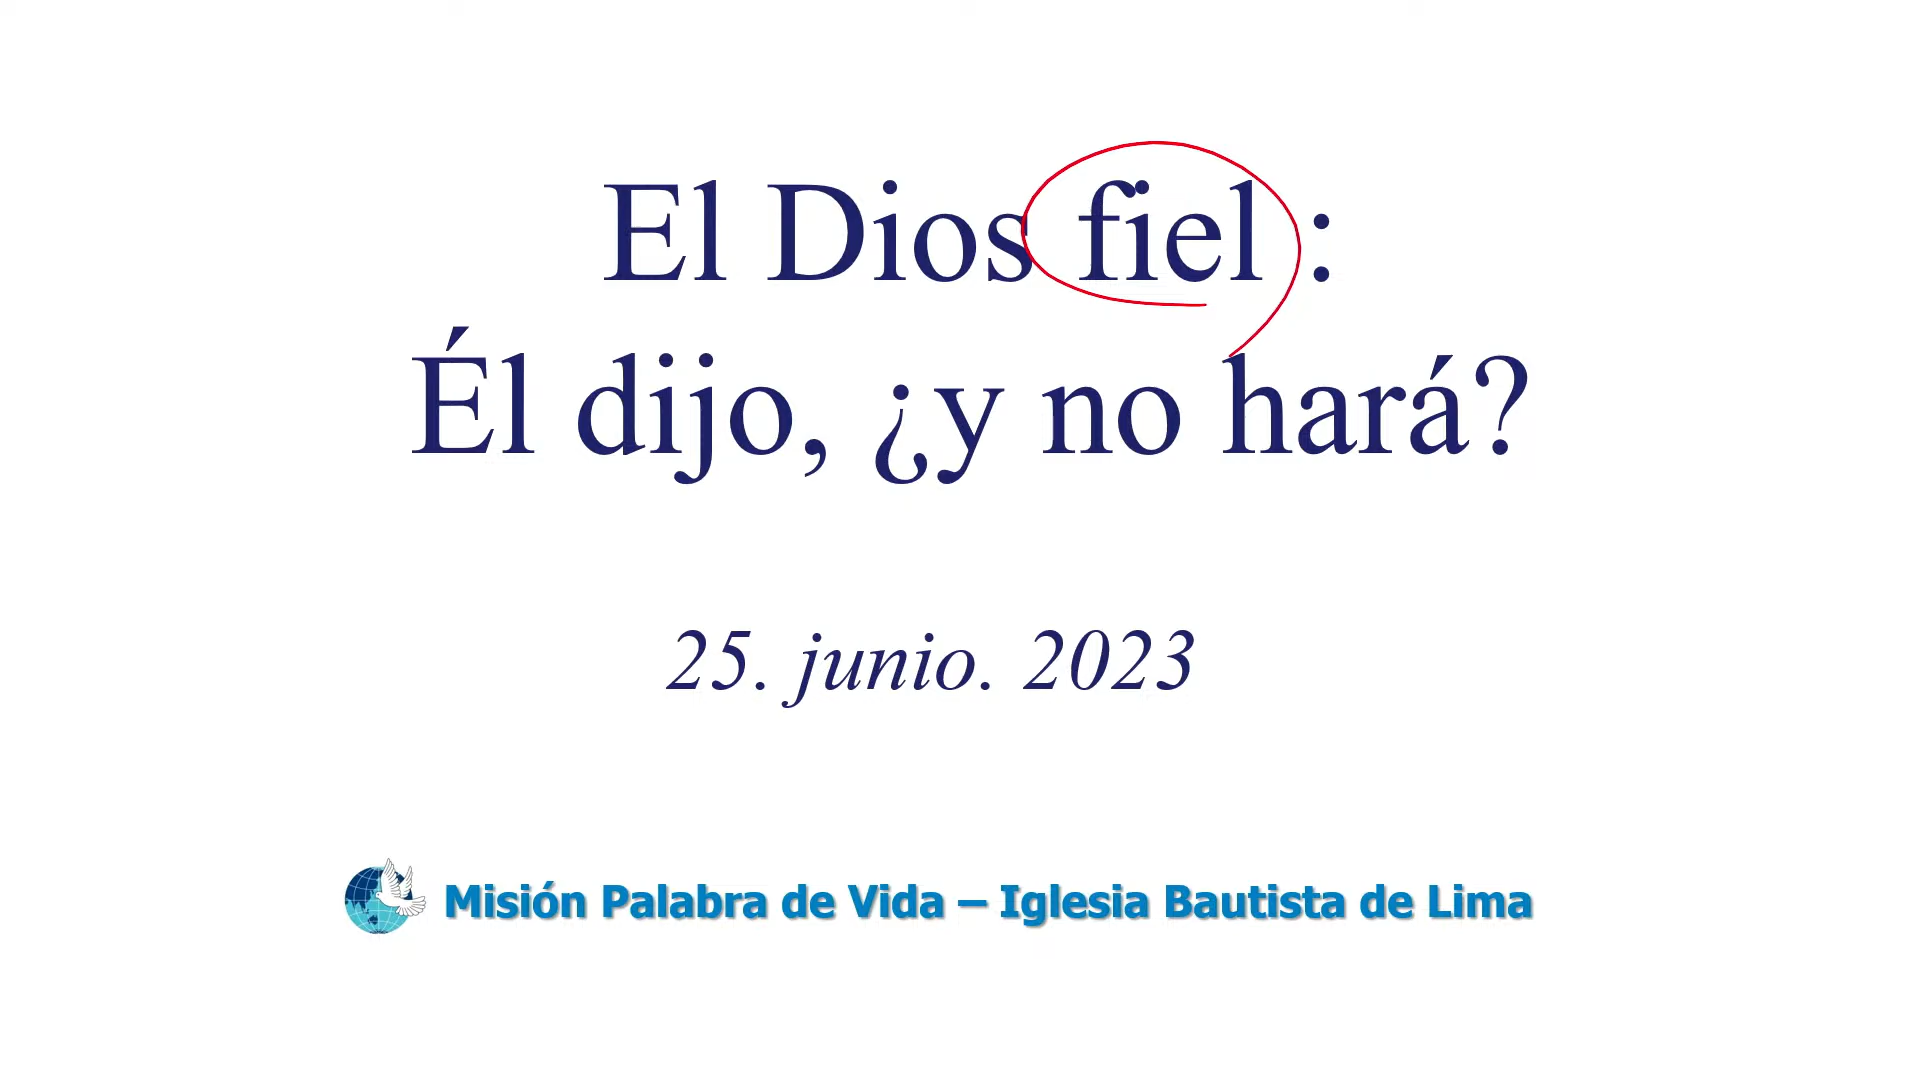 El Dios fiel :
Él dijo, ¿y no hará?
25. junio. 2023
Misión Palabra de Vida – Iglesia Bautista de Lima